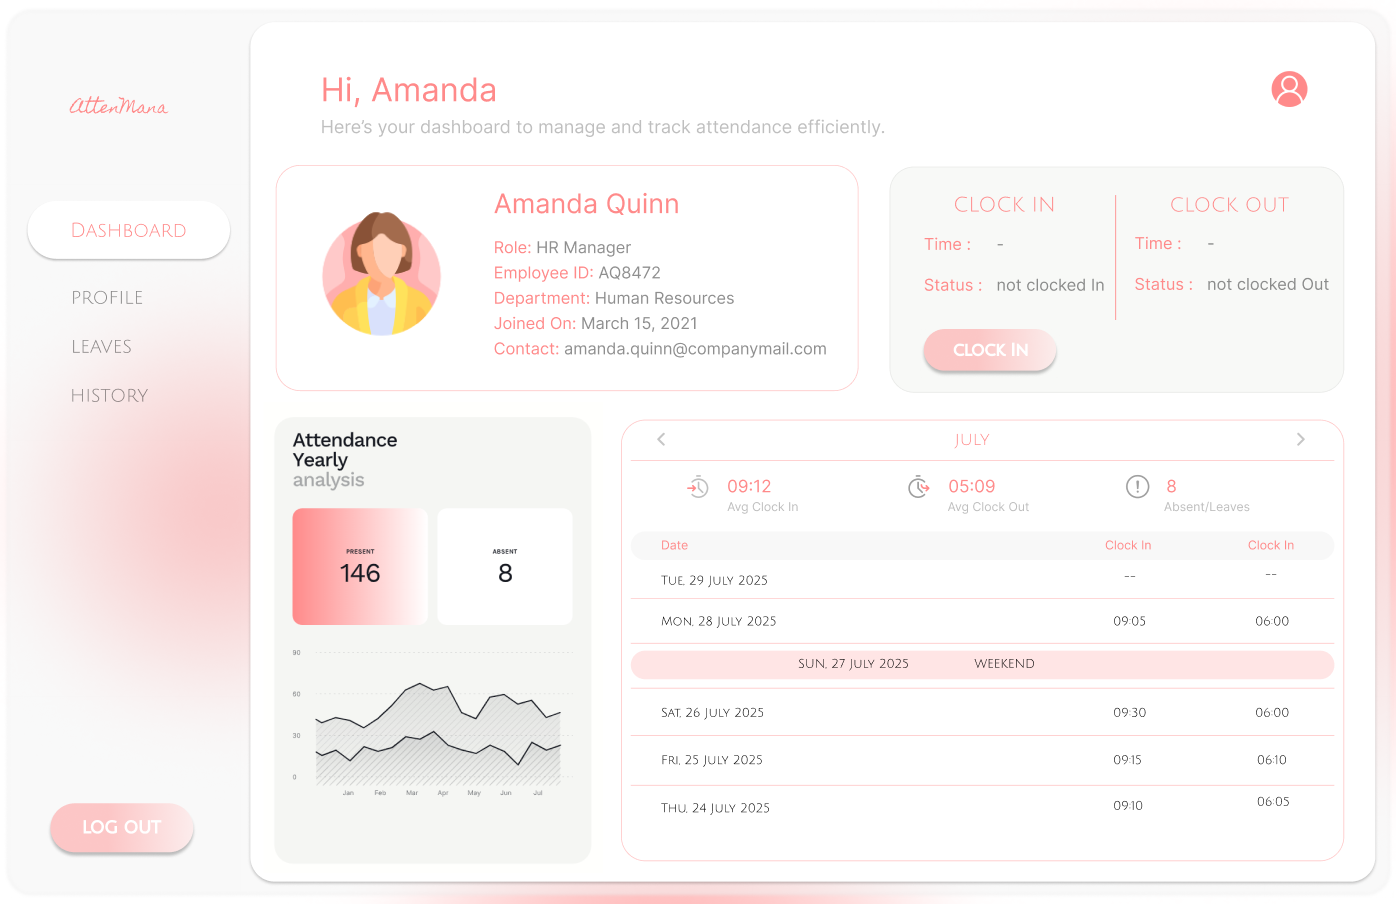 AttenMana
DASHBOARD
PROFILE
LEAVES
HISTORY
LOG OUT
Hi, Amanda
Here's your dashboard to manage and track attendance efficiently.
Amanda Quinn
Role: HR Manager
Employee ID: AQ8472
Department: Human Resources
Joined On: March 15, 2021
Contact: amanda.quinn@companymail.com
CLOCK IN
Time : -
Status : not clocked In
CLOCK IN
CLOCK OUT
Time : -
Status : not clocked Out
Attendance
Yearly
analysis
PRESENT
146
ABSENT
8
90
60
30
0
Jan Feb Mar Apr May Jun Jul
JULY
09:12
Avg Clock In
05:09
Avg Clock Out
8
Absent/Leaves
Date Clock In Clock In
TUE, 29 JULY 2025 -- --
MON, 28 JULY 2025 09:05 06:00
SUN, 27 JULY 2025 WEEKEND
SAT, 26 JULY 2025 09:30 06:00
FRI, 25 JULY 2025 09:15 06:10
THU, 24 JULY 2025 09:10 06:05